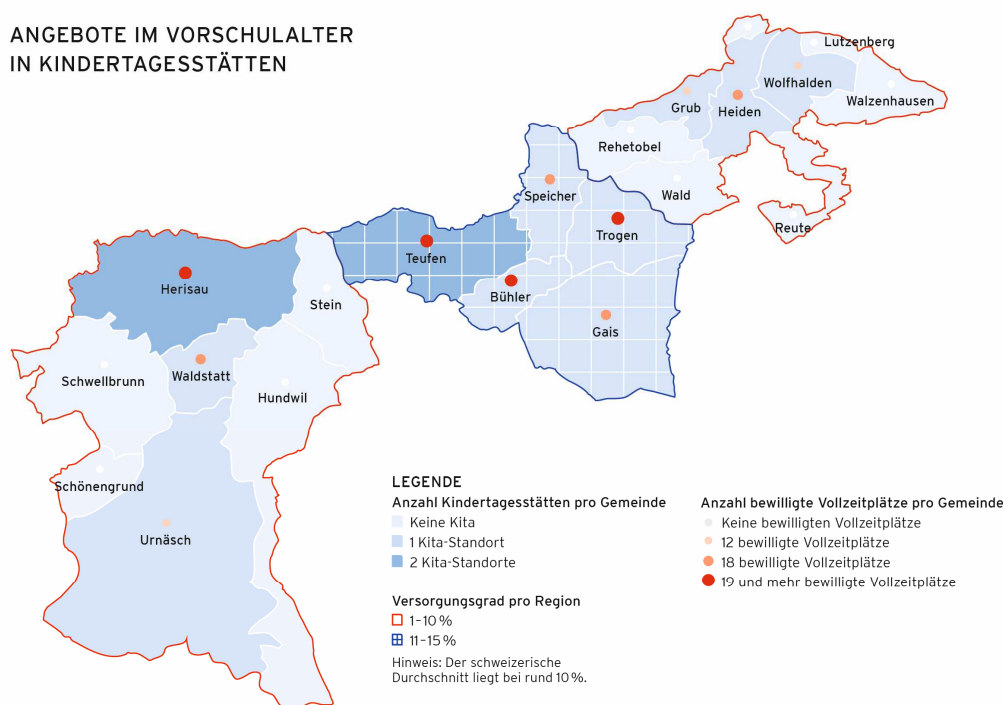 ANGEBOTE IM VORSCHULALTER
IN KINDERTAGESSTÄTTEN
Lutzenberg
Wolfhalden
Walzenhausen
Grub
Heiden
Rehetobel
Speicher
Wald
Trogen
Reute
Teufen
Herisau
Bühler
Stein
Gais
Waldstatt
Schwellbrunn
Hundwil
Schönengrund
Urnäsch
LEGENDE
Anzahl Kindertagesstätten pro Gemeinde
Keine Kita
1 Kita-Standort
2 Kita-Standorte
Versorgungsgrad pro Region
1–10 %
11–15 %
Hinweis: Der schweizerische
Durchschnitt liegt bei rund 10 %.
Anzahl bewilligte Vollzeitplätze pro Gemeinde
Keine bewilligten Vollzeitplätze
12 bewilligte Vollzeitplätze
18 bewilligte Vollzeitplätze
19 und mehr bewilligte Vollzeitplätze